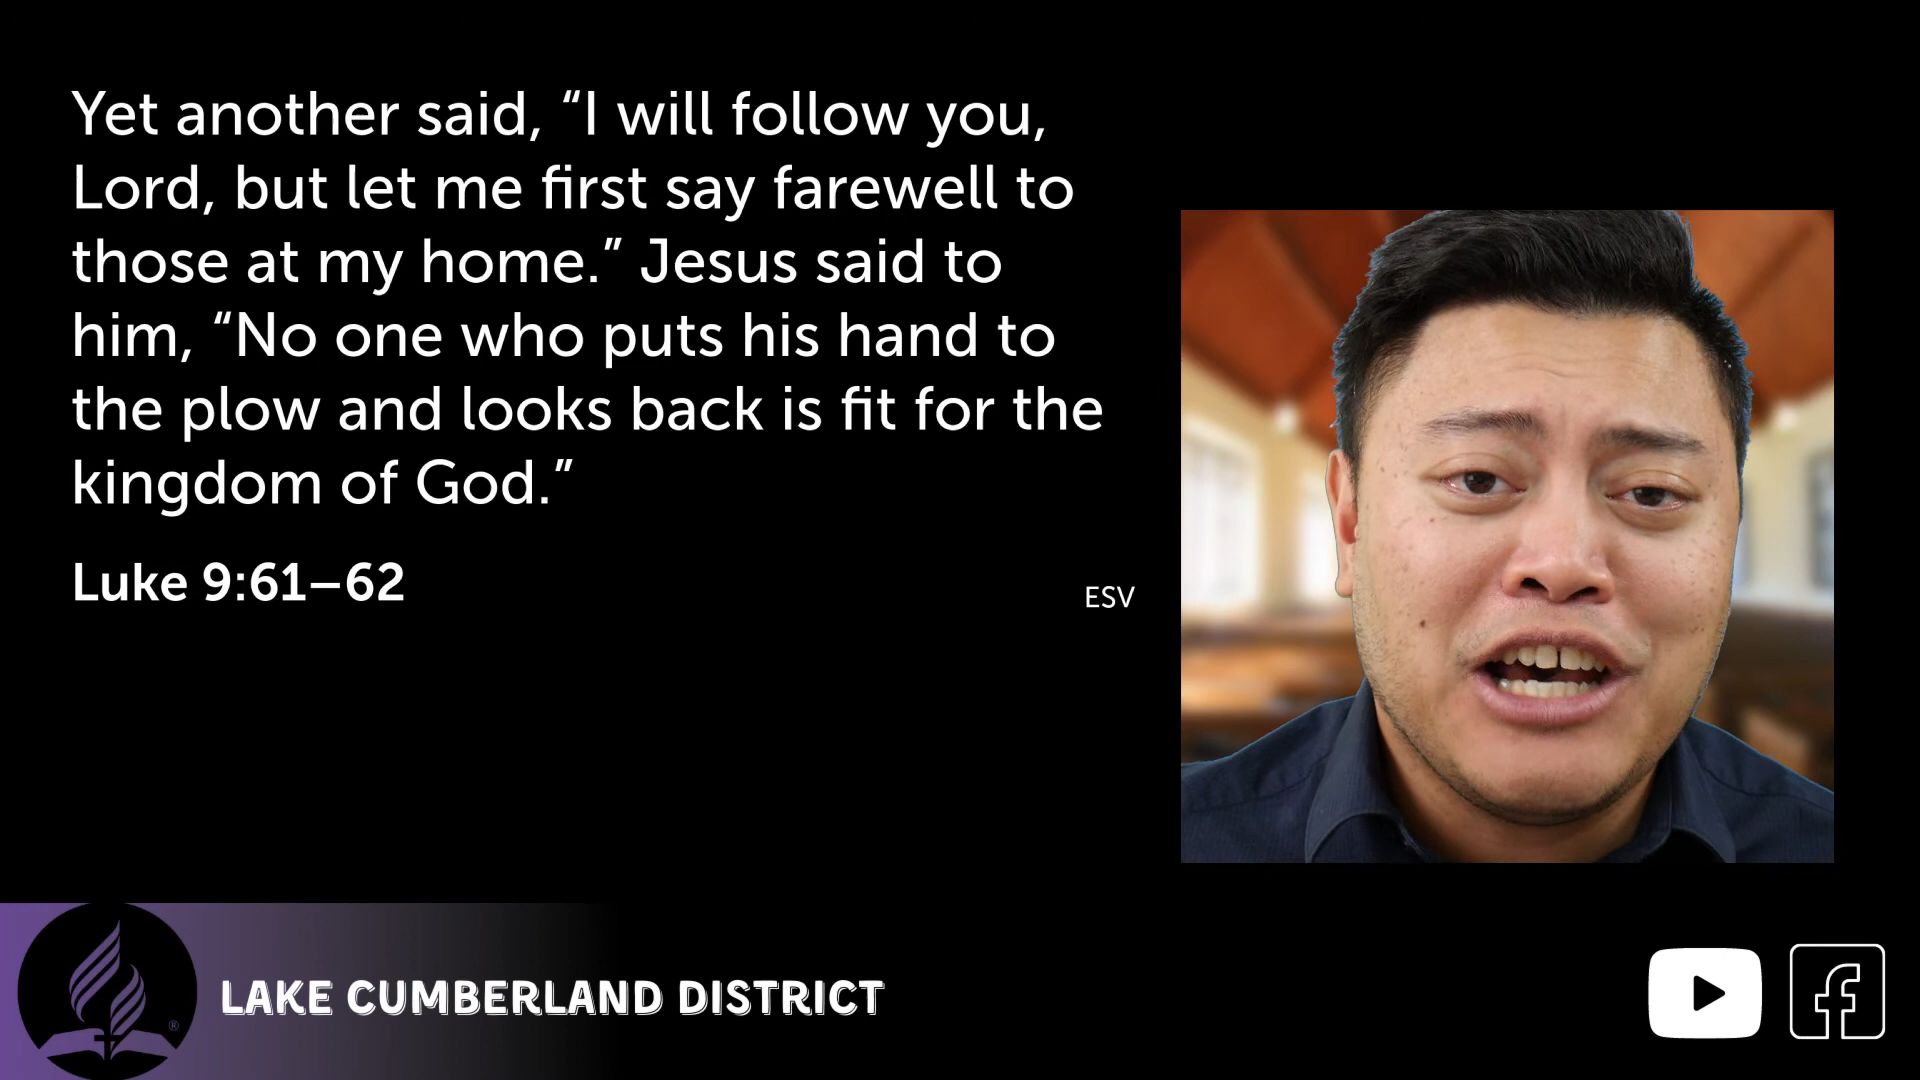 Yet another said, “I will follow you,
Lord, but let me first say farewell to
those at my home.” Jesus said to
him, “No one who puts his hand to
the plow and looks back is fit for the
kingdom of God.”
Luke 9:61–62
ESV
®
LAKE CUMBERLAND DISTRICT